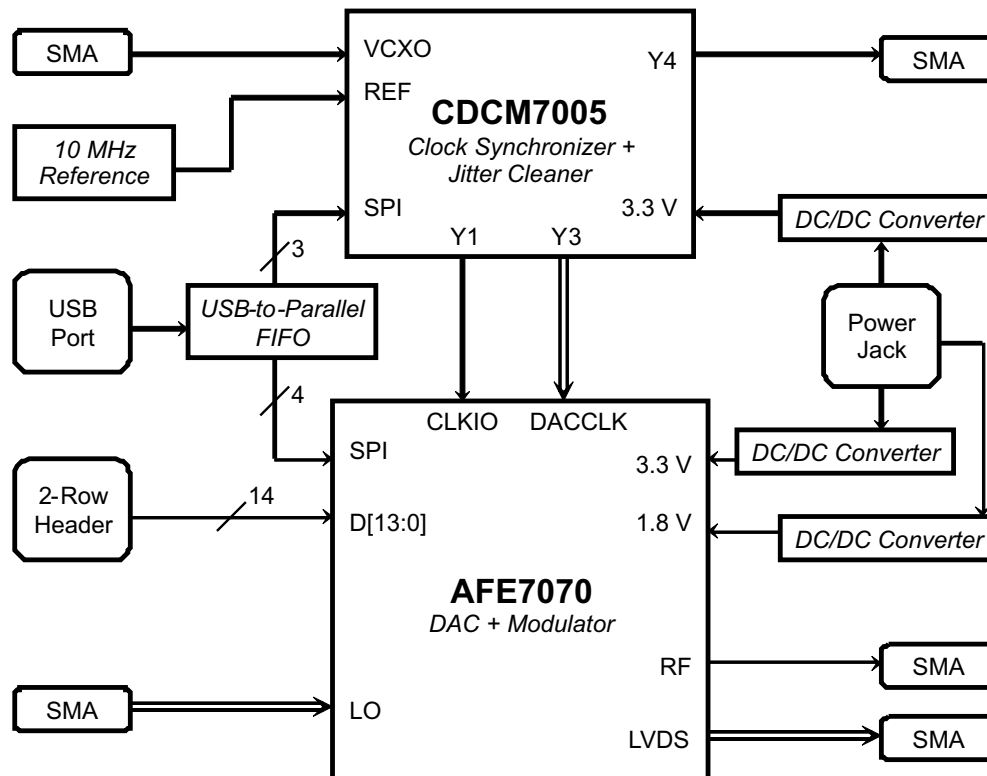 SMA
VCXO
Y4
SMA
REF
CDCM7005
Clock Synchronizer +
Jitter Cleaner
10 MHz
Reference
SPI
3.3 V
DC/DC Converter
Y1
Y3
3
USB
Port
USB-to-Parallel
FIFO
Power
Jack
4
CLKIO
DACCLK
SPI
3.3 V
DC/DC Converter
2-Row
Header
14
D[13:0]
1.8 V
DC/DC Converter
AFE7070
DAC + Modulator
RF
SMA
SMA
LO
LVDS
SMA